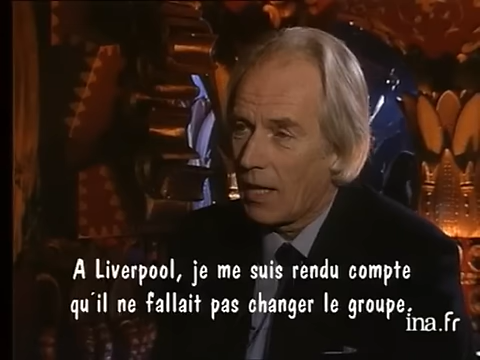 A Liverpool, je me suis rendu compte
qu'il ne fallait pas changer le groupe.
ina.fr